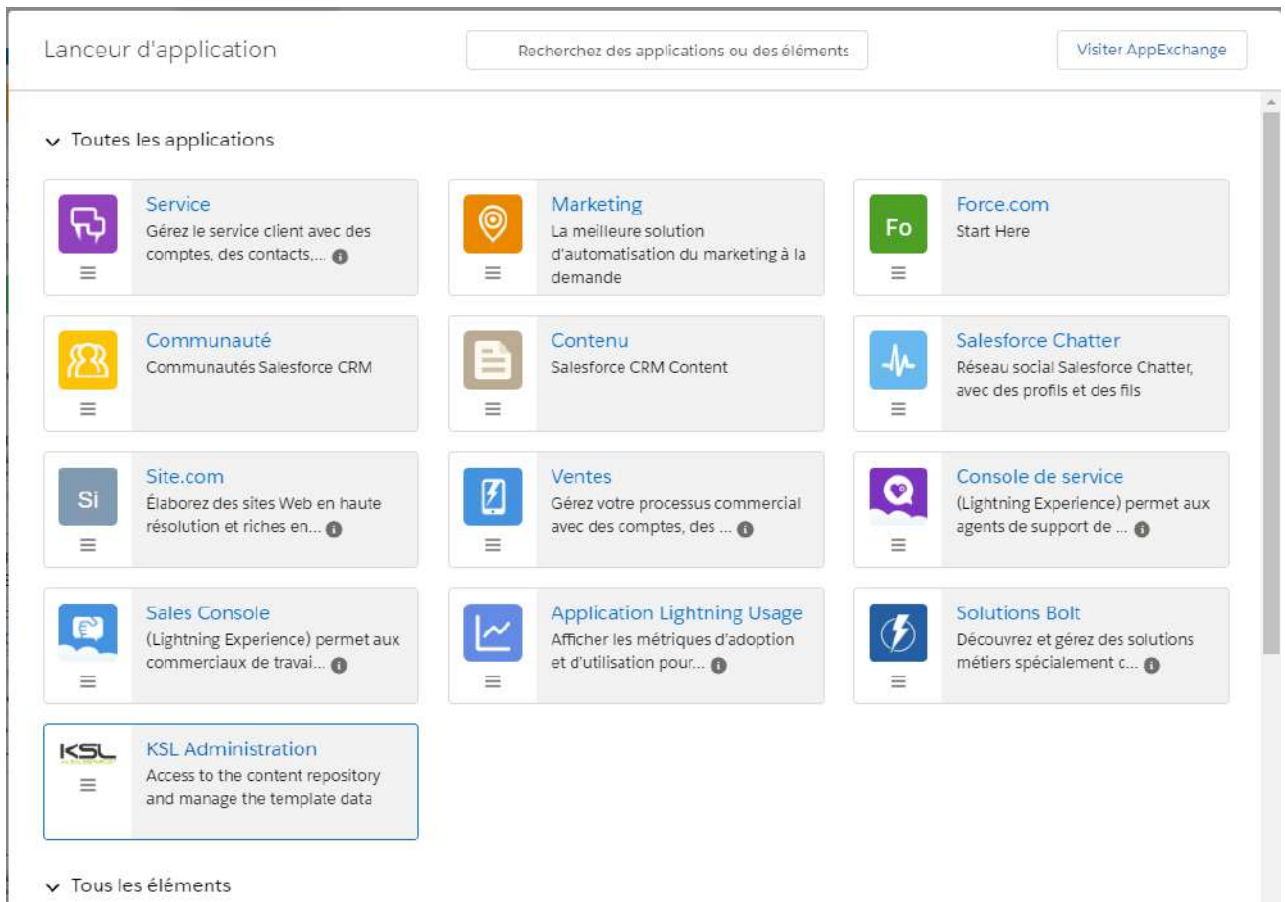 Lanceur d'application
Recherchez des applications ou des éléments
Visiter AppExchange
Toutes les applications
Service
Gérez le service client avec des
comptes, des contacts,...
Marketing
La meilleure solution
d'automatisation du marketing à la
demande
Fo
Force.com
Start Here
Communauté
Communautés Salesforce CRM
Contenu
Salesforce CRM Content
Salesforce Chatter
Réseau social Salesforce Chatter,
avec des profils et des fils
Si
Site.com
Élaborez des sites Web en haute
résolution et riches en...
Ventes
Gérez votre processus commercial
avec des comptes, des ...
Console de service
(Lightning Experience) permet aux
agents de support de ...
Sales Console
(Lightning Experience) permet aux
commerciaux de travai...
Application Lightning Usage
Afficher les métriques d'adoption
et d'utilisation pour...
Solutions Bolt
Découvrez et gérez des solutions
métiers spécialement c...
KSL
KSL Administration
Access to the content repository
and manage the template data
Tous les éléments